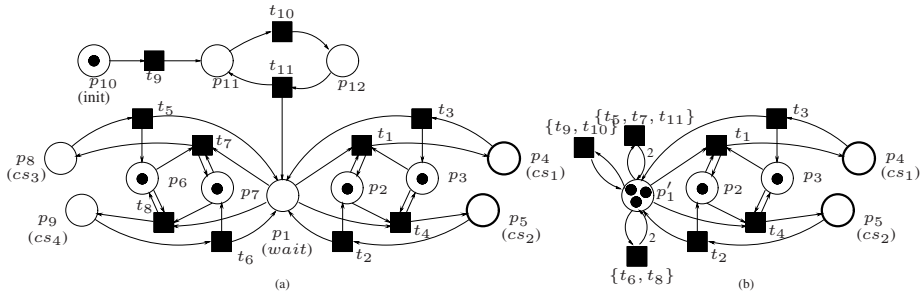 t10
t11
t9
p10
(init)
p11
p12
t5
t7
t1
t3
p8
(cs3)
p6
p7
p2
p3
p4
(cs1)
t8
t4
p9
(cs4)
t6
p1
(wait)
t2
p5
(cs2)
(a)
{t9, t10}
{t5, t7, t11}
2
t1
t3
p′1
p2
p3
p4
(cs1)
t4
p5
(cs2)
2
t2
{t6, t8}
(b)